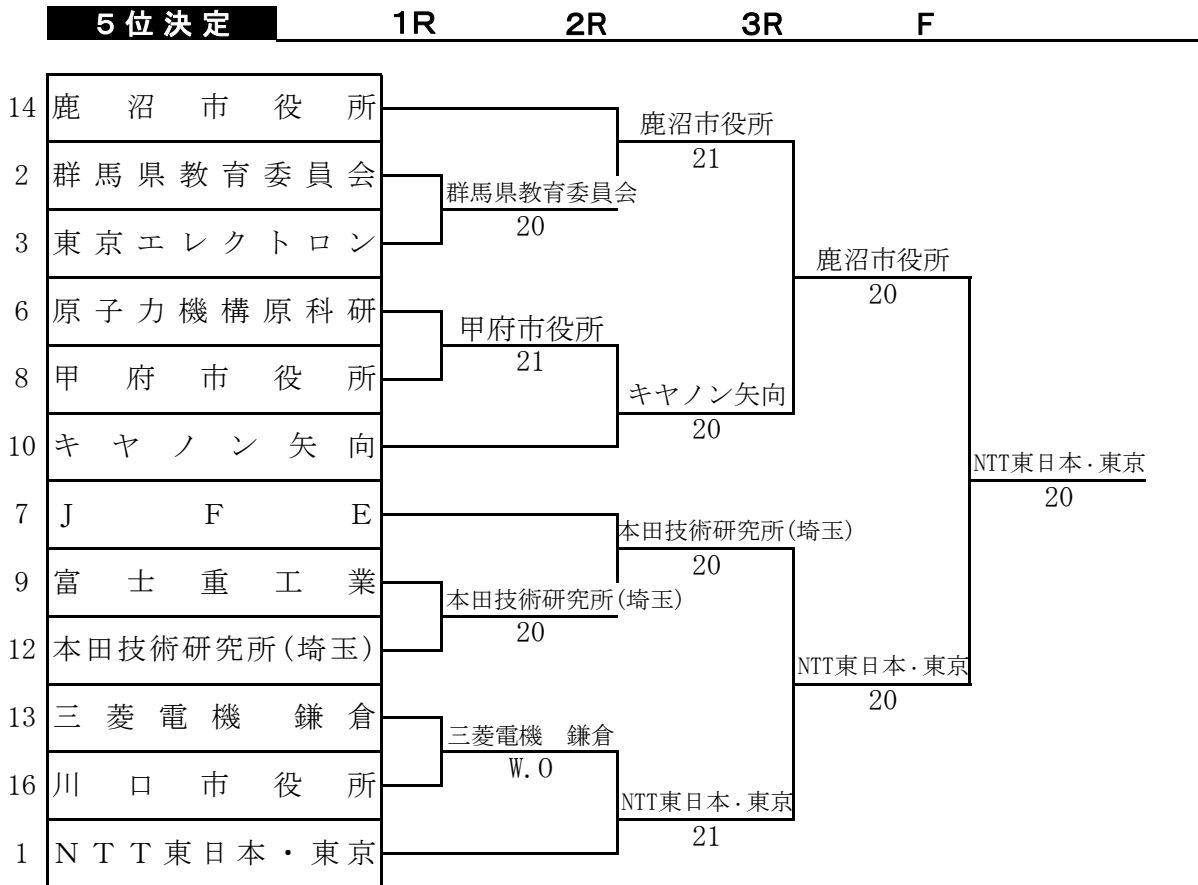 5位決定 1R 2R 3R F
14 鹿沼市役所
鹿沼市役所
21
2 群馬県教育委員会
群馬県教育委員会
20
3 東京エレクトロン
鹿沼市役所
20
6 原子力機構原科研
甲府市役所
21
8 甲府市役所
キヤノン矢向
20
10 キヤノン矢向
NTT東日本・東京
20
7 JFE
本田技術研究所(埼玉)
20
9 富士重工業
本田技術研究所(埼玉)
20
12 本田技術研究所(埼玉)
NTT東日本・東京
20
13 三菱電機 鎌倉
三菱電機 鎌倉
W.O
16 川口市役所
NTT東日本・東京
21
1 NTT東日本・東京